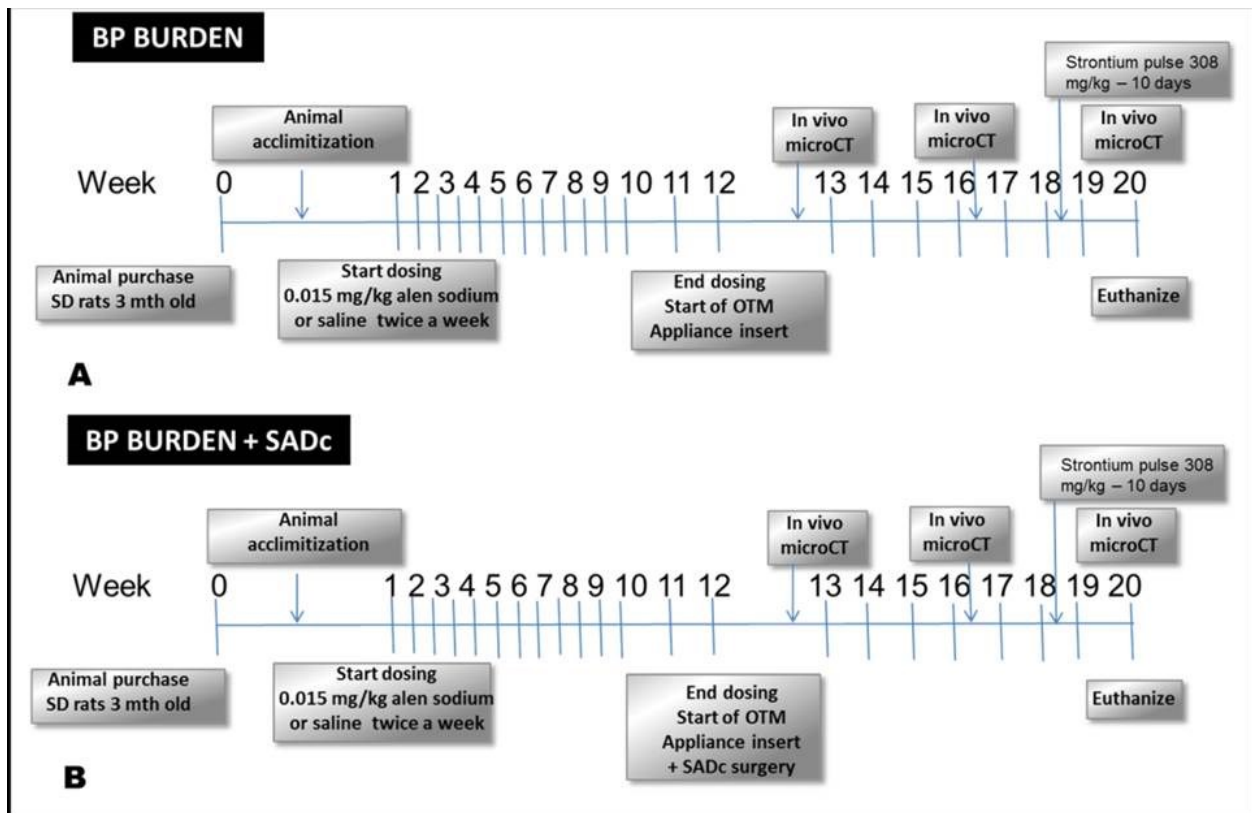 BP BURDEN
Strontium pulse 308
mg/kg – 10 days
Animal
acclimitization
In vivo
microCT
In vivo
microCT
In vivo
microCT
Week 0 1 2 3 4 5 6 7 8 9 10 11 12 13 14 15 16 17 18 19 20
Animal purchase
SD rats 3 mth old
Start dosing
0.015 mg/kg alen sodium
or saline twice a week
End dosing
Start of OTM
Appliance insert
Euthanize
A
BP BURDEN + SADc
Strontium pulse 308
mg/kg – 10 days
Animal
acclimitization
In vivo
microCT
In vivo
microCT
In vivo
microCT
Week 0 1 2 3 4 5 6 7 8 9 10 11 12 13 14 15 16 17 18 19 20
Animal purchase
SD rats 3 mth old
Start dosing
0.015 mg/kg alen sodium
or saline twice a week
End dosing
Start of OTM
Appliance insert
+ SADc surgery
Euthanize
B